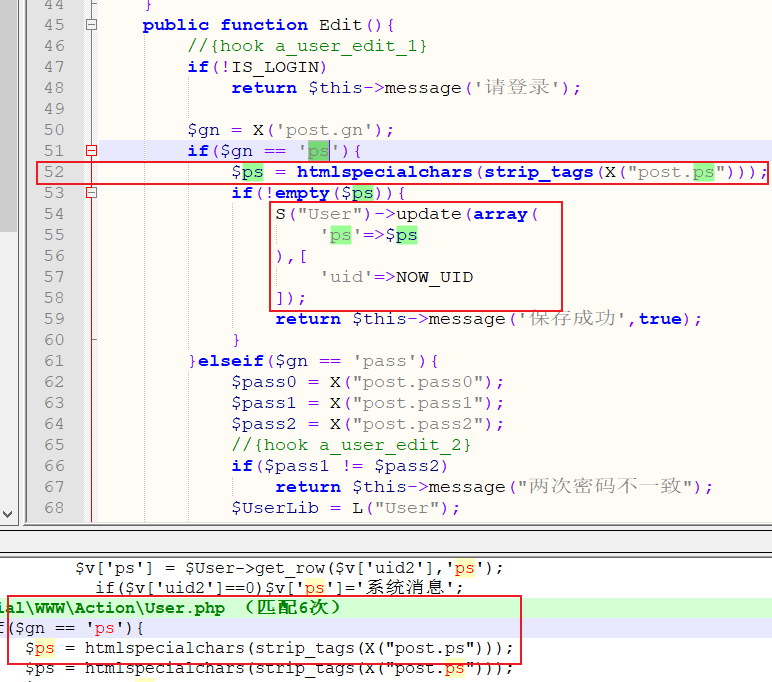 44 }
45 public function Edit(){
46 //{hook a_user_edit_1}
47 if(!IS_LOGIN)
48 return $this->message('请登录');
49
50 $gn = X('post.gn');
51 if($gn == 'ps'){
52 $ps = htmlspecialchars(strip_tags(X("post.ps")));
53 if(!empty($ps)){
54 S("User")->update(array(
55 'ps'=>$ps
56 ),[
57 'uid'=>NOW_UID
58 ]);
59 return $this->message('保存成功',true);
60 }
61 }elseif($gn == 'pass'){
62 $pass0 = X("post.pass0");
63 $pass1 = X("post.pass1");
64 $pass2 = X("post.pass2");
65 //{hook a_user_edit_2}
66 if($pass1 != $pass2)
67 return $this->message("两次密码不一致");
68 $UserLib = L("User");
$v['ps'] = $User->get_row($v['uid2'],'ps');
if($v['uid2']==0)$v['ps']='系统消息';
ial\WWW\Action\User.php （匹配6次）
f($gn == 'ps'){
$ps = htmlspecialchars(strip_tags(X("post.ps")));
$ps = htmlspecialchars(strip_tags(X("post.ps")));